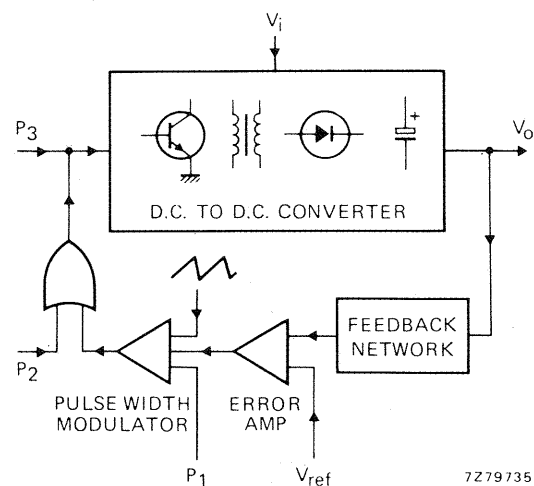 Vi
P3
Vo
+
D.C. TO D.C. CONVERTER
FEEDBACK
NETWORK
P2
PULSE WIDTH
MODULATOR
ERROR
AMP
P1
Vref
7Z79735